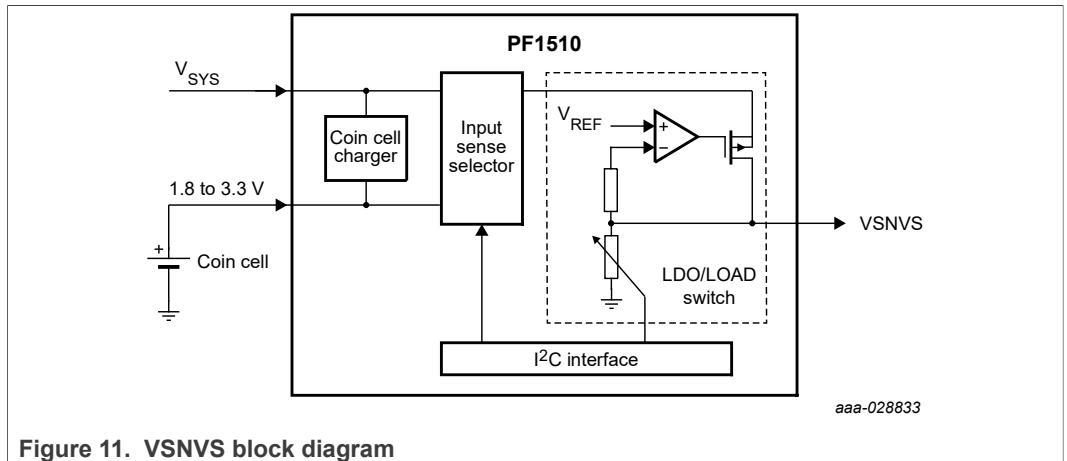 PF1510
VSYS
Coin cell
charger
Input
sense
selector
VREF
+
−
1.8 to 3.3 V
+
Coin cell
VSNVS
LDO/LOAD
switch
I2C interface
aaa-028833
Figure 11. VSNVS block diagram